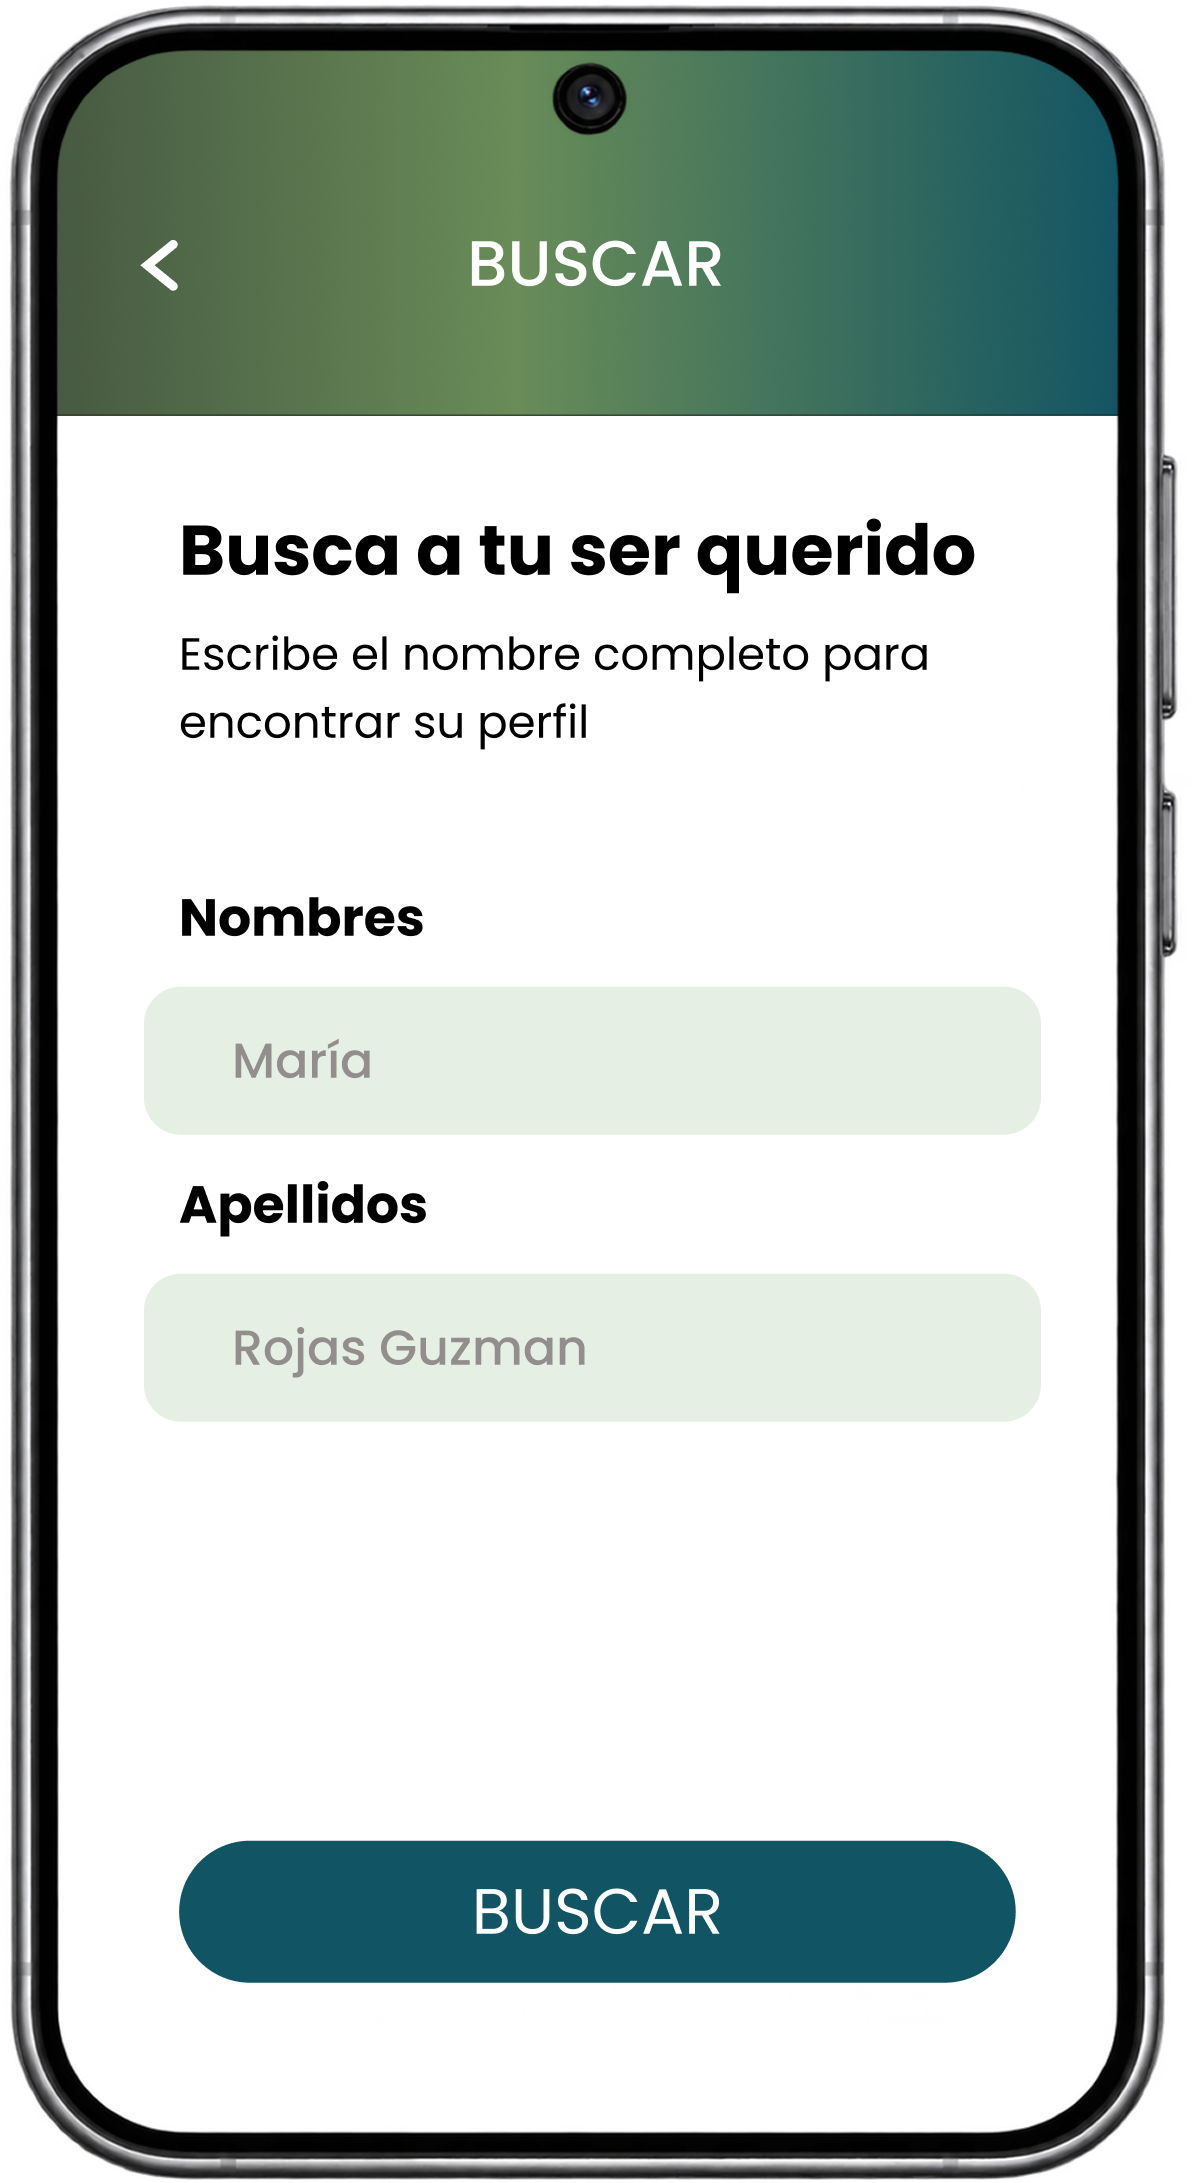 BUSCAR
Busca a tu ser querido
Escribe el nombre completo para
encontrar su perfil
Nombres
María
Apellidos
Rojas Guzman
BUSCAR